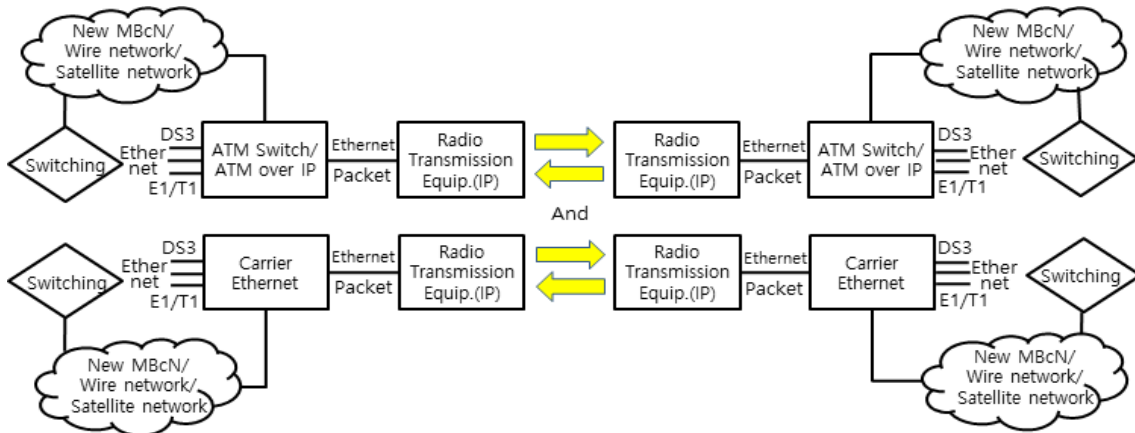 New MBcN/
Wire network/
Satellite network
New MBcN/
Wire network/
Satellite network
Switching
DS3
Ether
net
E1/T1
ATM Switch/
ATM over IP
Ethernet
Packet
Radio
Transmission
Equip.(IP)
Radio
Transmission
Equip.(IP)
Ethernet
Packet
ATM Switch/
ATM over IP
DS3
Ether
net
E1/T1
Switching
And
Switching
DS3
Ether
net
E1/T1
Carrier
Ethernet
Ethernet
Packet
Radio
Transmission
Equip.(IP)
Radio
Transmission
Equip.(IP)
Ethernet
Packet
Carrier
Ethernet
DS3
Ether
net
E1/T1
Switching
New MBcN/
Wire network/
Satellite network
New MBcN/
Wire network/
Satellite network